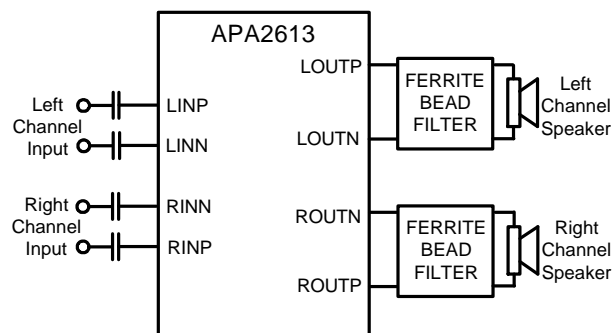 APA2613
Left
Channel
Input
LINP
LINN
Right
Channel
Input
RINN
RINP
LOUTP
LOUTN
ROUTN
ROUTP
FERRITE
BEAD
FILTER
Left
Channel
Speaker
FERRITE
BEAD
FILTER
Right
Channel
Speaker